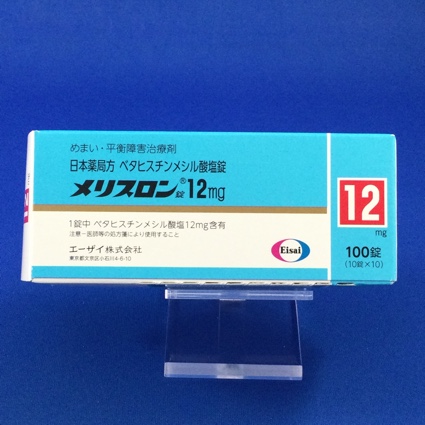 めまい・平衡障害治療剤
日本薬局方 ベタヒスチンメシル酸塩錠
メリスロン®錠12mg
12
mg
1錠中 ベタヒスチンメシル酸塩12mg含有
注意－医師等の処方箋により使用すること
エーザイ株式会社
東京都文京区小石川4-6-10
Eisai
100錠
(10錠×10)